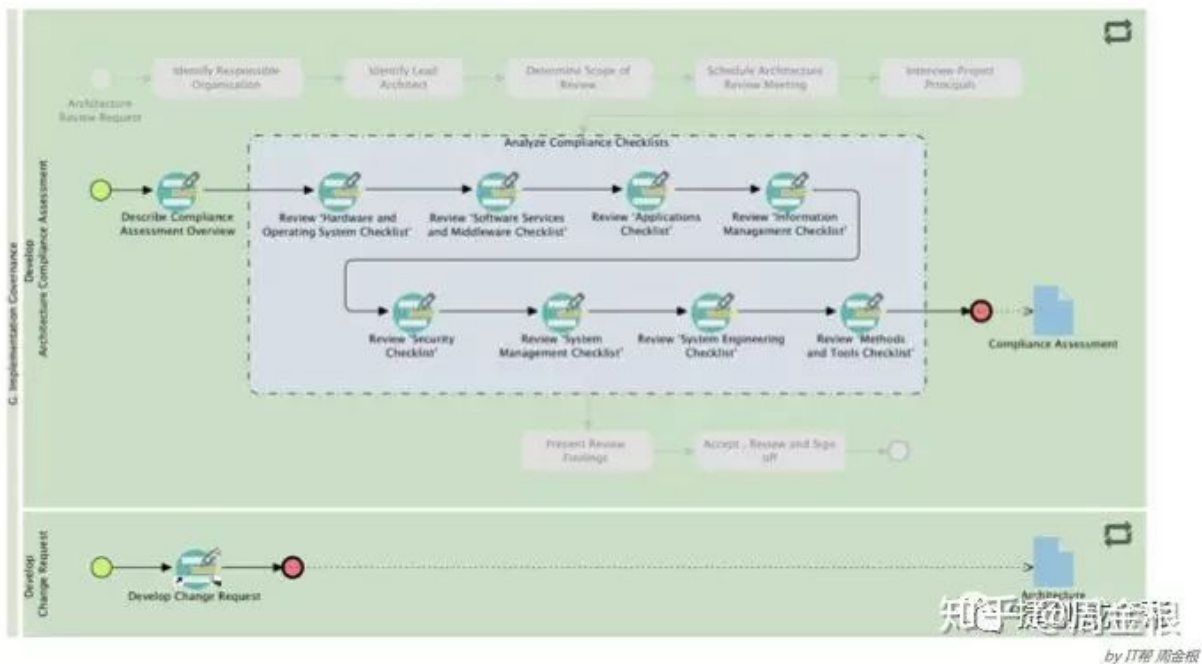 G. Implementation Governance
Develop
Architecture Compliance Assessment
Identify Responsible
Organisation
Identify Lead
Architect
Determine Scope of
Review
Schedule Architecture
Review Meeting
Interview Project
Principals
Architecture
Review Request
Analyze Compliance Checklists
Describe Compliance
Assessment Overview
Review 'Hardware and
Operating System Checklist'
Review 'Software Services
and Middleware Checklist'
Review 'Applications
Checklist'
Review 'Information
Management Checklist'
Review 'Security
Checklist'
Review 'System
Management Checklist'
Review 'System Engineering
Checklist'
Review 'Methods
and Tools Checklist'
Compliance Assessment
Present Review
Findings
Accept - Review and Sign
off
Develop
Change Request
Develop Change Request
Architecture
知乎 @周金根
by IT帮 周金根